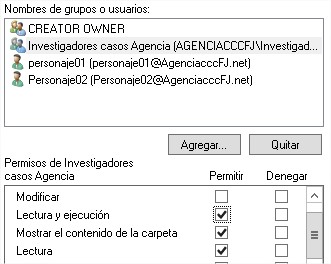 Nombres de grupos o usuarios:
CREATOR OWNER
Investigadores casos Agencia (AGENCIACCCFJ\Investigad...
personaje01 (personaje01@AgenciacccFJ.net)
Personaje02 (Personaje02@AgenciacccFJ.net)
Agregar... Quitar
Permisos de Investigadores
casos Agencia Permitir Denegar
Modificar
Lectura y ejecución
Mostrar el contenido de la carpeta
Lectura